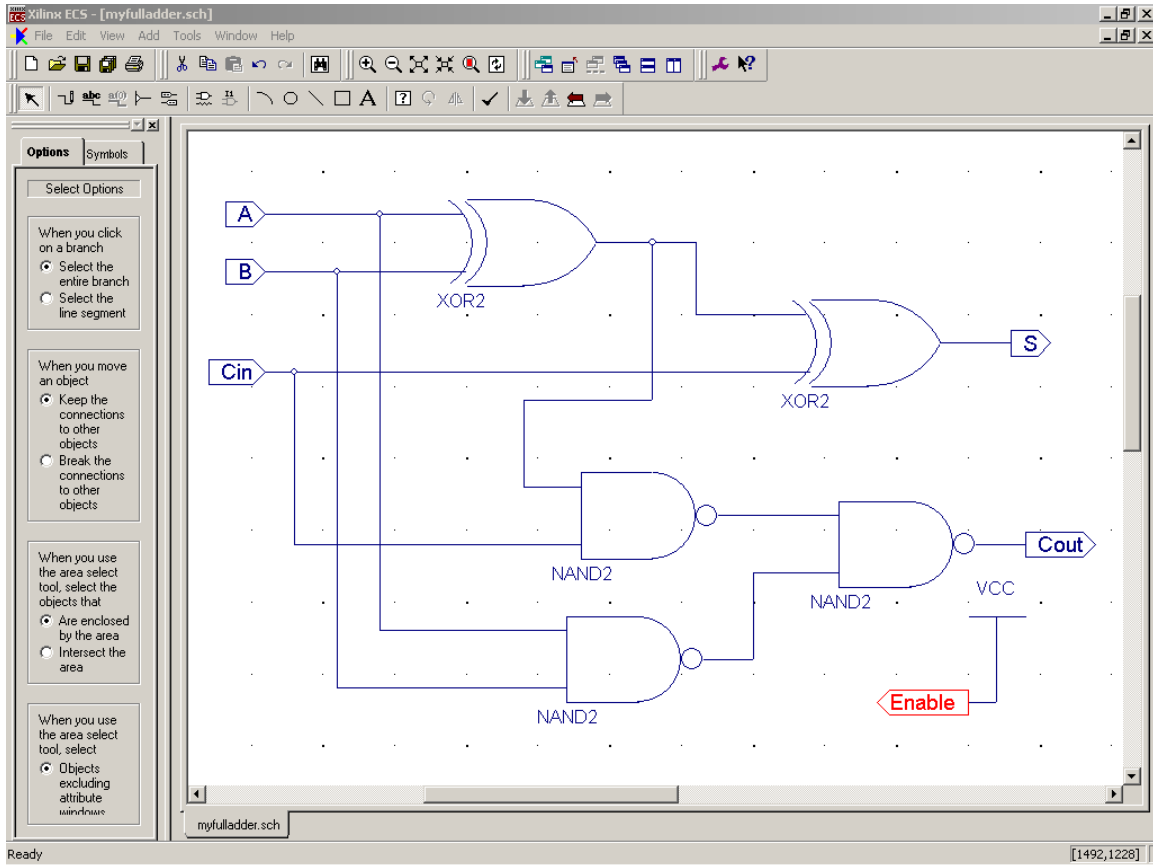 Xilinx ECS - [myfulladder.sch]
File Edit View Add Tools Window Help
Options Symbols
Select Options
When you click
on a branch
Select the
entire branch
Select the
line segment
When you move
an object
Keep the
connections
to other
objects
Break the
connections
to other
objects
When you use
the area select
tool, select the
objects that
Are enclosed
by the area
Intersect the
area
When you use
the area select
tool, select
Objects
excluding
attribute
windows
A
B
XOR2
Cin
S
XOR2
NAND2
Cout
VCC
NAND2
Enable
NAND2
myfulladder.sch
Ready [1492,1228]